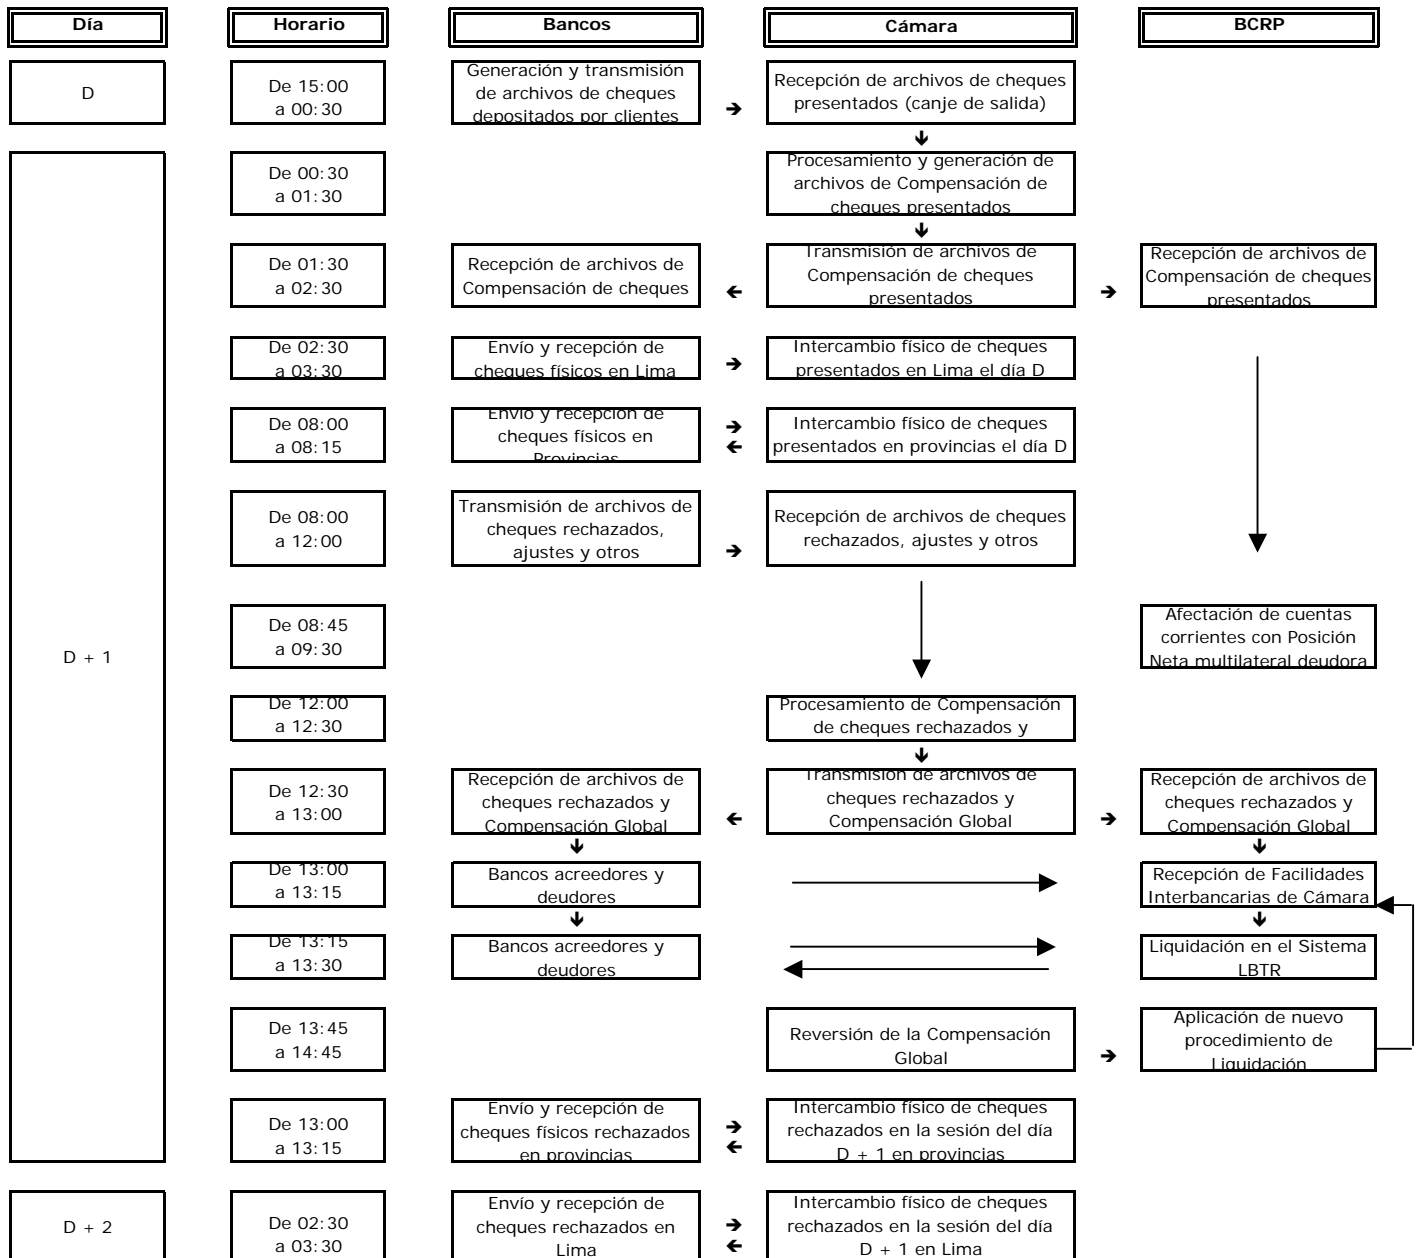 Día
Horario
Bancos
Cámara
BCRP
D
De 15:00
a 00:30
Generación y transmisión
de archivos de cheques
depositados por clientes
Recepción de archivos de cheques
presentados (canje de salida)
D + 1
De 00:30
a 01:30
Procesamiento y generación de
archivos de Compensación de
cheques presentados
De 01:30
a 02:30
Recepción de archivos de
Compensación de cheques
Transmisión de archivos de
Compensación de cheques
presentados
Recepción de archivos de
Compensación de cheques
presentados
De 02:30
a 03:30
Envío y recepción de
cheques físicos en Lima
Intercambio físico de cheques
presentados en Lima el día D
De 08:00
a 08:15
Envío y recepción de
cheques físicos en
Provincias
Intercambio físico de cheques
presentados en provincias el día D
De 08:00
a 12:00
Transmisión de archivos de
cheques rechazados,
ajustes y otros
Recepción de archivos de cheques
rechazados, ajustes y otros
De 08:45
a 09:30
Afectación de cuentas
corrientes con Posición
Neta multilateral deudora
De 12:00
a 12:30
Procesamiento de Compensación
de cheques rechazados y
De 12:30
a 13:00
Recepción de archivos de
cheques rechazados y
Compensación Global
Transmisión de archivos de
cheques rechazados y
Compensación Global
Recepción de archivos de
cheques rechazados y
Compensación Global
De 13:00
a 13:15
Bancos acreedores y
deudores
Recepción de Facilidades
Interbancarias de Cámara
De 13:15
a 13:30
Bancos acreedores y
deudores
Liquidación en el Sistema
LBTR
De 13:45
a 14:45
Reversión de la Compensación
Global
Aplicación de nuevo
procedimiento de
Liquidación
De 13:00
a 13:15
Envío y recepción de
cheques físicos rechazados
en provincias
Intercambio físico de cheques
rechazados en la sesión del día
D + 1 en provincias
D + 2
De 02:30
a 03:30
Envío y recepción de
cheques rechazados en
Lima
Intercambio físico de cheques
rechazados en la sesión del día
D + 1 en Lima